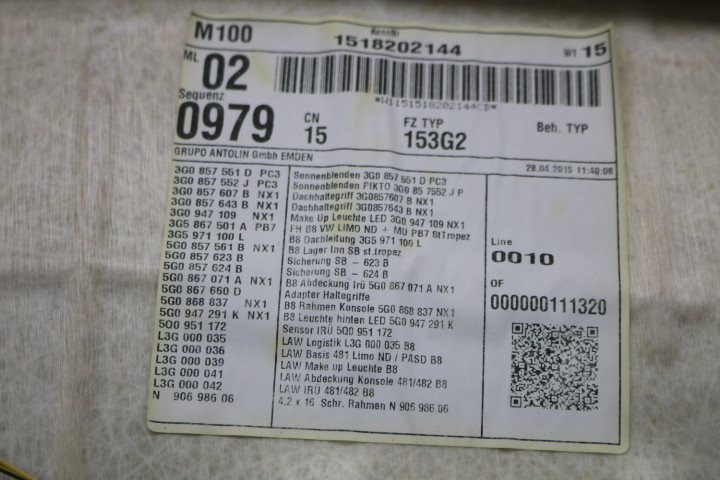 M100
KennNr
1518202144
W1 15
ML 02
*W1151518202144CB*
Sequenz
0979
CN
15
FZ TYP
153G2
Beh. TYP
GRUPO ANTOLIN GmbH EMDEN
28.04.2015 11:40:08
3G0 857 551 D PC3
3G0 857 552 J PC3
3G0 857 607 B NX1
3G0 857 643 B NX1
3G0 947 109 NX1
3G5 867 501 A PB7
3G5 971 100 L
5G0 857 561 B NX1
5G0 857 623 B
5G0 857 624 B
5G0 867 071 A NX1
5G0 867 660 D
5G0 868 837 NX1
5G0 947 291 K NX1
5Q0 951 172
L3G 000 035
L3G 000 036
L3G 000 039
L3G 000 041
L3G 000 042
N 906 986 06
Sonnenblenden 3G0 857 551 D PC3
Sonnenblenden PIKTO 3G0 85 7552 J P
Dachhaltegriff 3G0857607 B NX1
Dachhaltegriff 3G0857643 B NX1
Make Up Leuchte LED 3G0 947 109 NX1
FH B8 VW LIMO ND + MU PB7 StTropez
B8 Dachleitung 3G5 971 100 L
B8 Lager Inn SB st.tropez
Sicherung SB - 623 B
Sicherung SB - 624 B
B8 Abdeckung Irü 5G0 867 071 A NX1
Adapter Haltegriffe
B8 Rahmen Konsole 5G0 868 837 NX1
B8 Leuchte hinten LED 5G0 947 291 K
Sensor IRÜ 5Q0 951 172
LAW Logistik L3G 000 035 B8
LAW Basis 481 Limo ND / PASD B8
LAW Make up Leuchte B8
LAW Abdeckung Konsole 481/482 B8
LAW IRÜ 481/482 B8
4,2 x 16 Schr. Rahmen N 906 986 06
Line
0010
OF
000000111320